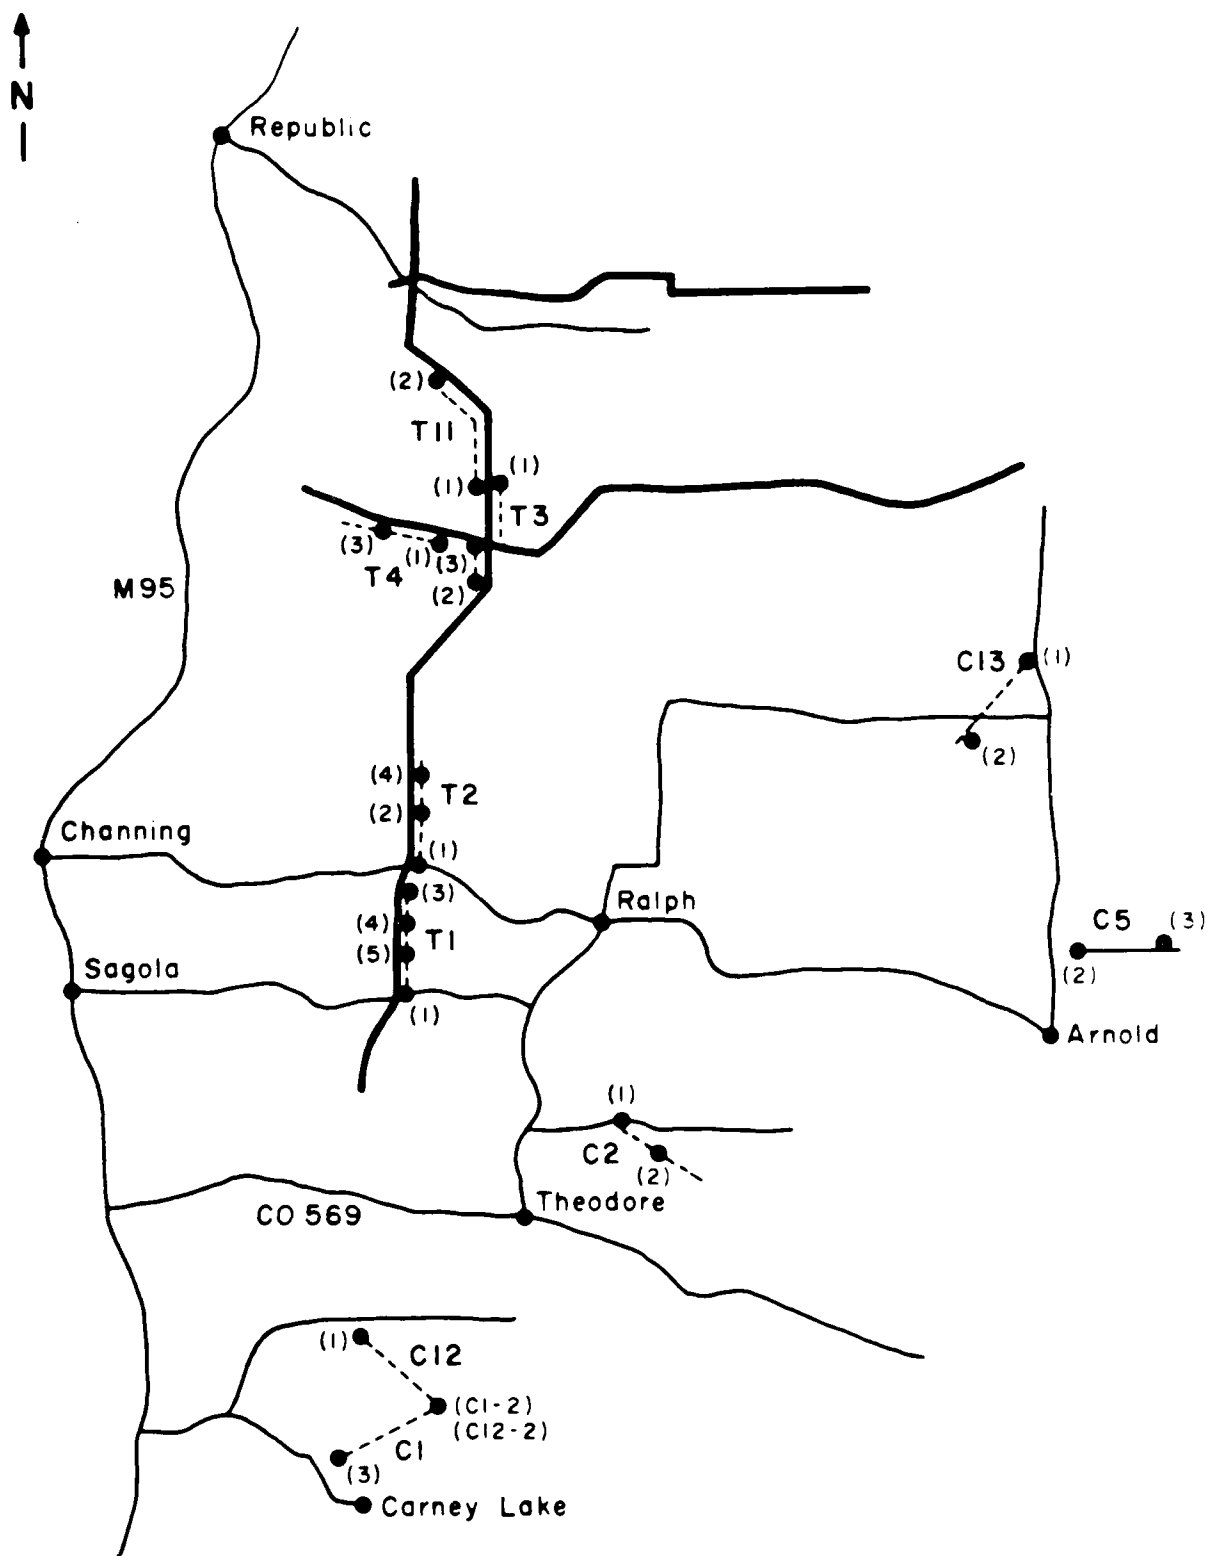 N
Republic
(2)
T11
(1)
(1)
T3
(3)
(1)
(3)
T4
(2)
M95
C13
(1)
(2)
(4)
T2
(2)
Channing
(1)
(3)
Ralph
(4)
T1
(5)
C5
(3)
(2)
Sagola
(1)
Arnold
(1)
C2
(2)
Theodore
CO 569
(1)
C12
(C1-2)
(C12-2)
C1
(3)
Carney Lake